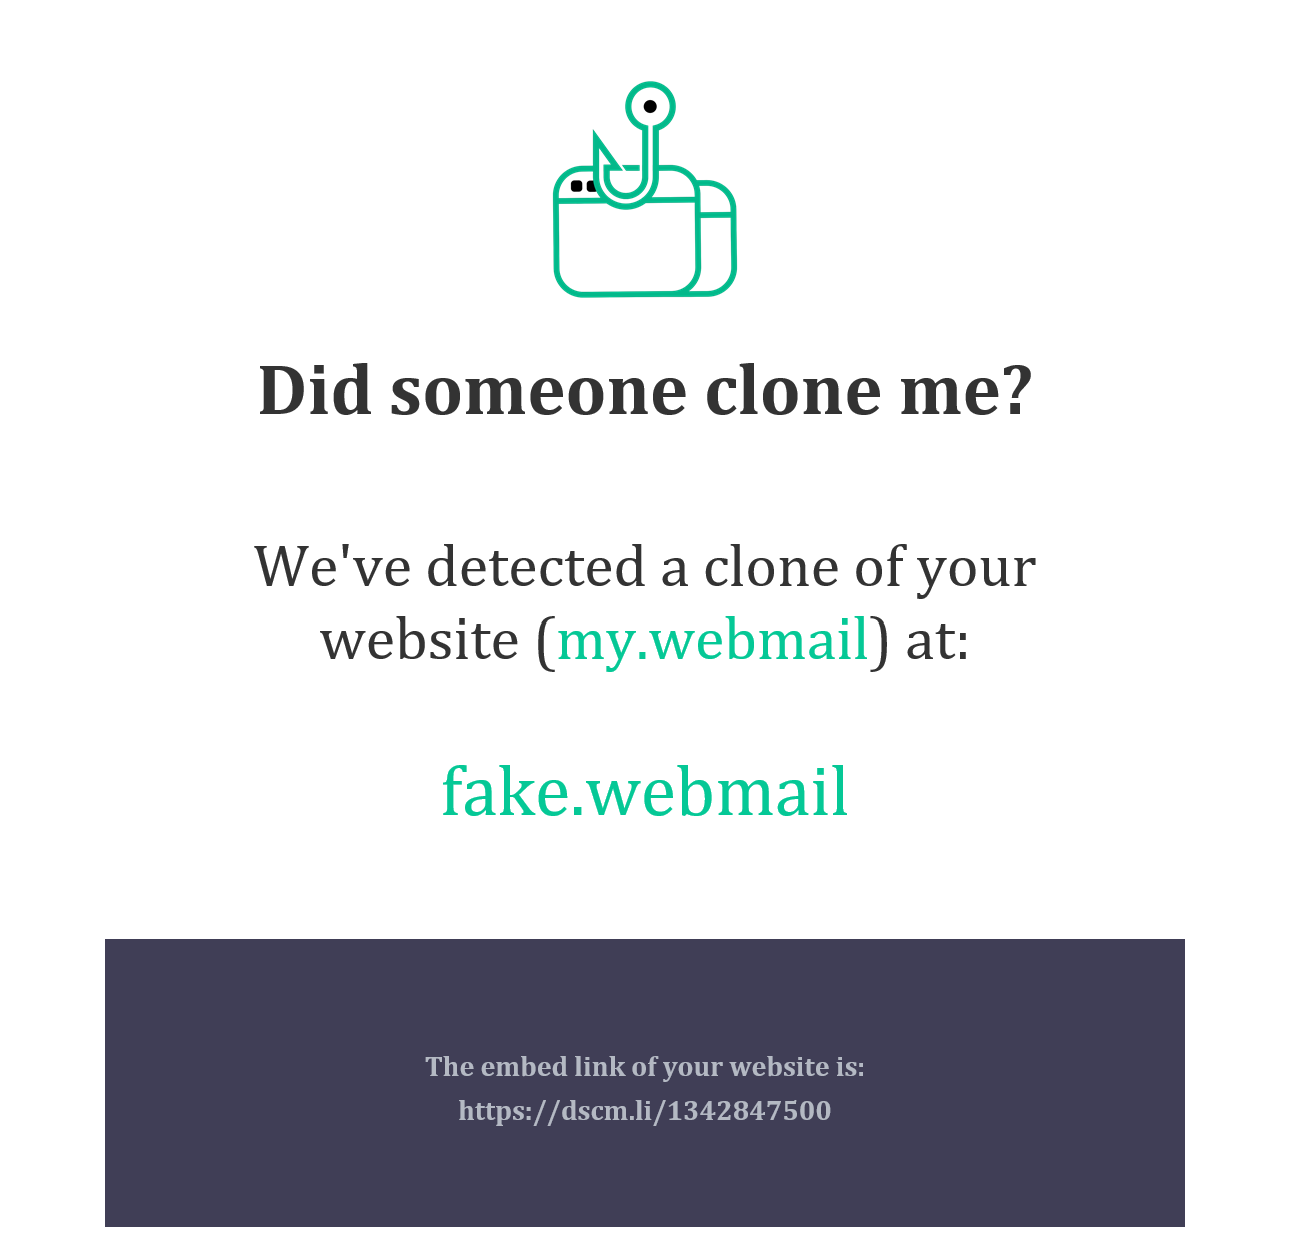 Did someone clone me?
We've detected a clone of your
website (my.webmail) at:
fake.webmail
The embed link of your website is:
https://dscm.li/1342847500